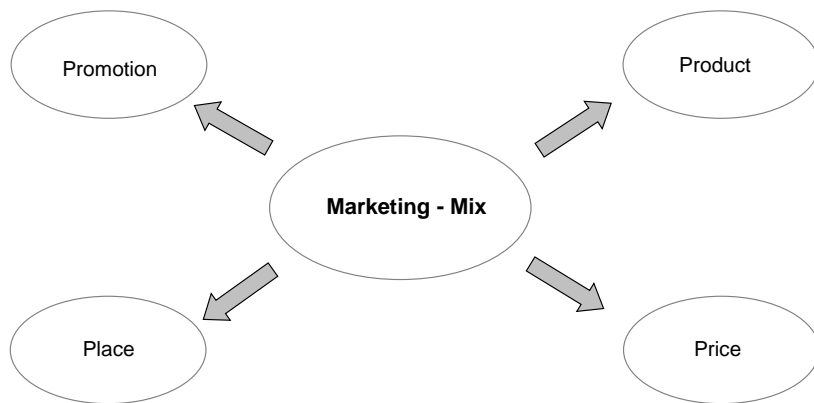 Promotion
Product
Marketing - Mix
Place
Price